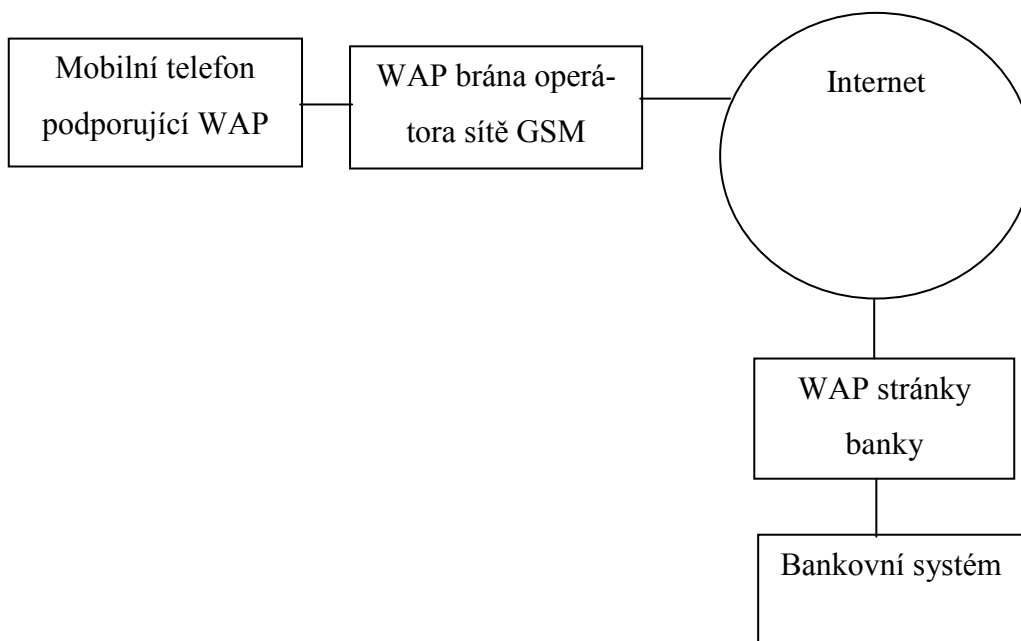 Mobilní telefon
podporující WAP
WAP brána operá-
tora sítě GSM
Internet
WAP stránky
banky
Bankovní systém